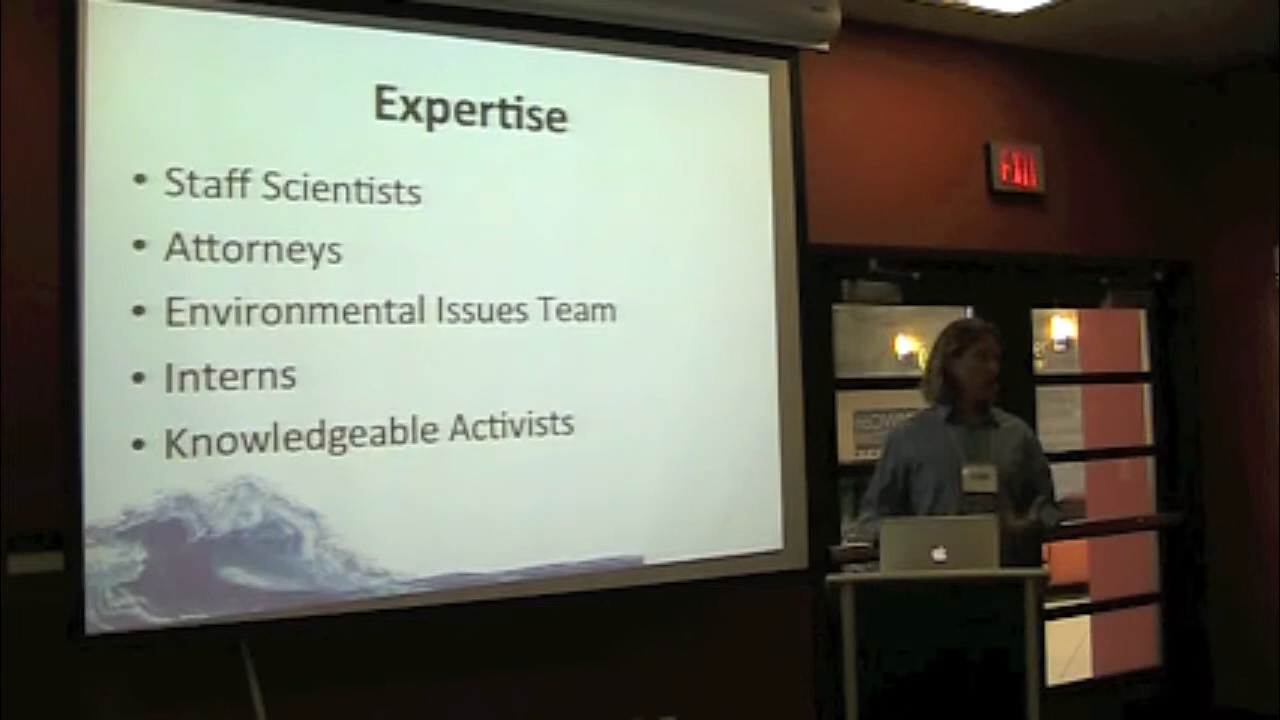 Expertise
• Staff Scientists
• Attorneys
• Environmental Issues Team
• Interns
• Knowledgeable Activists
EXIT